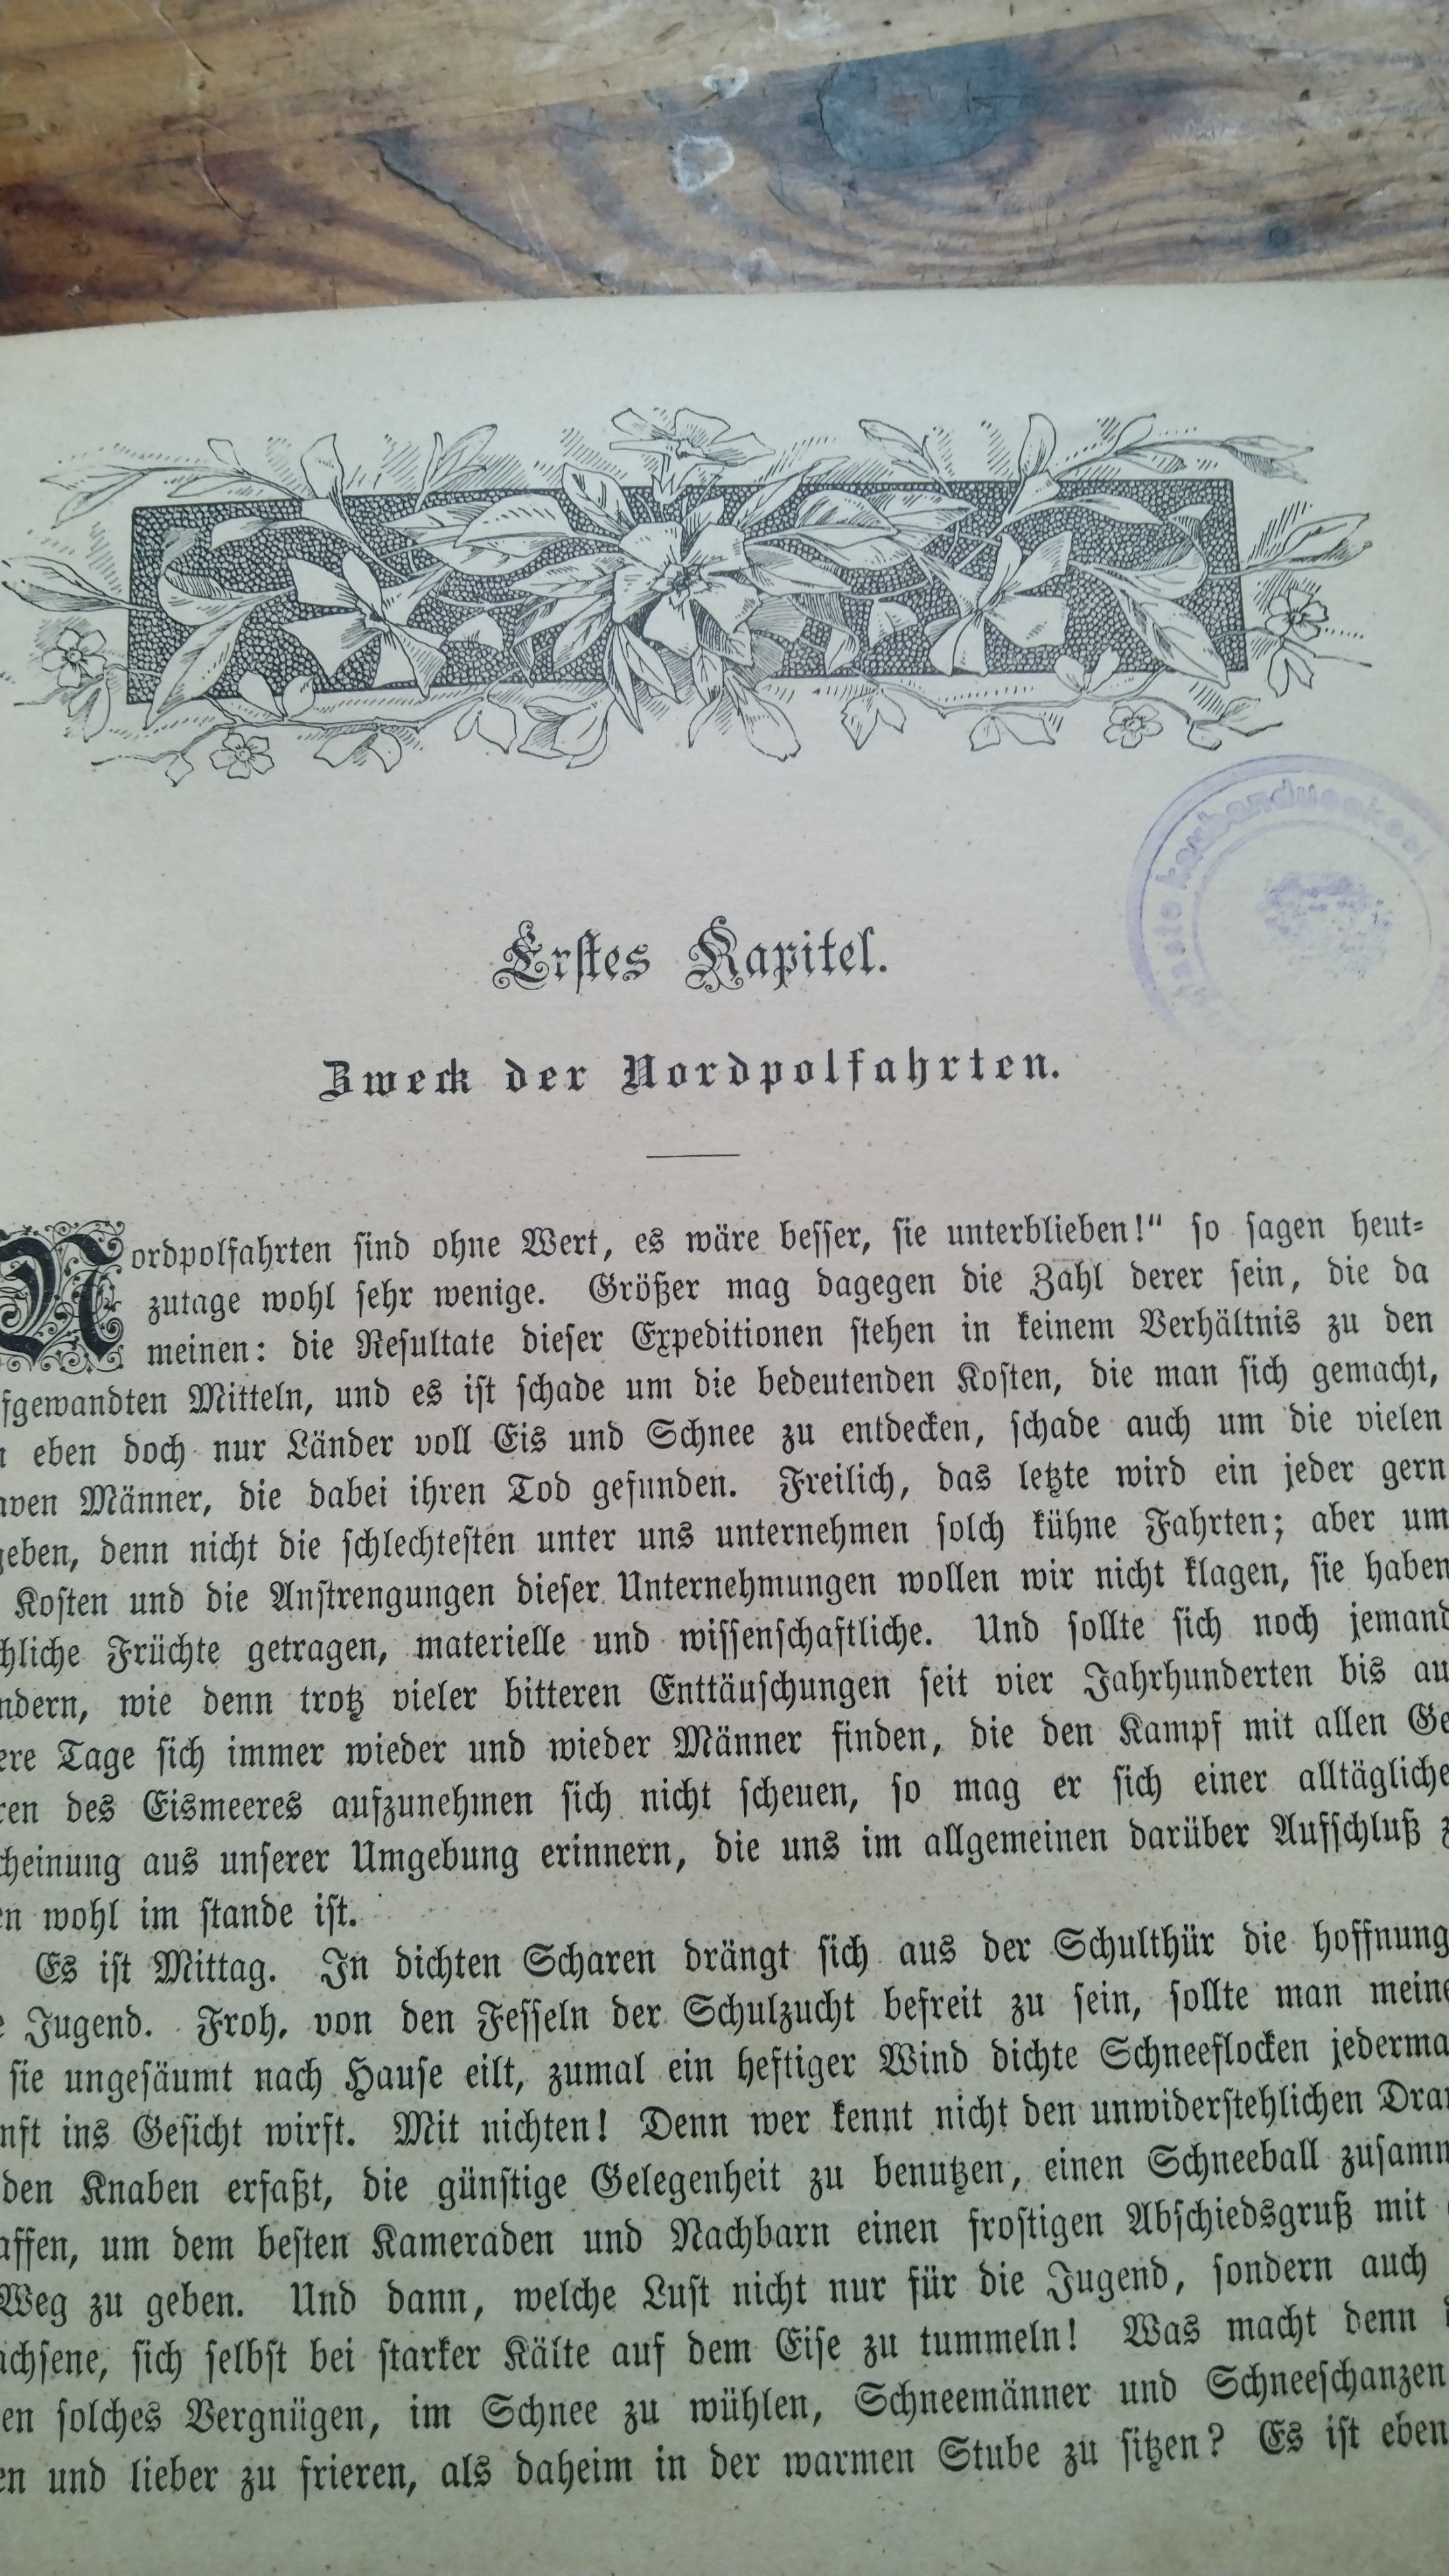 kaubanduskool
Erstes Kapitel.
Zweck der Nordpolfahrten.
Nordpolfahrten sind ohne Wert, es wäre besser, sie unterblieben!“ so sagen heut-
zutage wohl sehr wenige. Größer mag dagegen die Zahl derer sein, die da
meinen: die Resultate dieser Expeditionen stehen in keinem Verhältnis zu den
fgewandten Mitteln, und es ist schade um die bedeutenden Kosten, die man sich gemacht,
eben doch nur Länder voll Eis und Schnee zu entdecken, schade auch um die vielen
aven Männer, die dabei ihren Tod gefunden. Freilich, das letzte wird ein jeder gern
geben, denn nicht die schlechtesten unter uns unternehmen solch kühne Fahrten; aber um
Kosten und die Anstrengungen dieser Unternehmungen wollen wir nicht klagen, sie haben
chliche Früchte getragen, materielle und wissenschaftliche. Und sollte sich noch jemand
ndern, wie denn trotz vieler bitteren Enttäuschungen seit vier Jahrhunderten bis au
ere Tage sich immer wieder und wieder Männer finden, die den Kampf mit allen Ge
ren des Eismeeres aufzunehmen sich nicht scheuen, so mag er sich einer alltägliche
cheinung aus unserer Umgebung erinnern, die uns im allgemeinen darüber Aufschluß z
en wohl im stande ist.
Es ist Mittag. In dichten Scharen drängt sich aus der Schulthür die hoffnung
e Jugend. Froh, von den Fesseln der Schulzucht befreit zu sein, sollte man meine
sie ungesäumt nach Hause eilt, zumal ein heftiger Wind dichte Schneeflocken jederma
nft ins Gesicht wirft. Mit nichten! Denn wer kennt nicht den unwiderstehlichen Dran
den Knaben erfaßt, die günstige Gelegenheit zu benutzen, einen Schneeball zusamm
affen, um dem besten Kameraden und Nachbarn einen frostigen Abschiedsgruß mit
Weg zu geben. Und dann, welche Lust nicht nur für die Jugend, sondern auch
achsene, sich selbst bei starker Kälte auf dem Eise zu tummeln! Was macht denn
en solches Vergnügen, im Schnee zu wühlen, Schneemänner und Schneeschanzen
en und lieber zu frieren, als daheim in der warmen Stube zu sitzen? Es ist eben